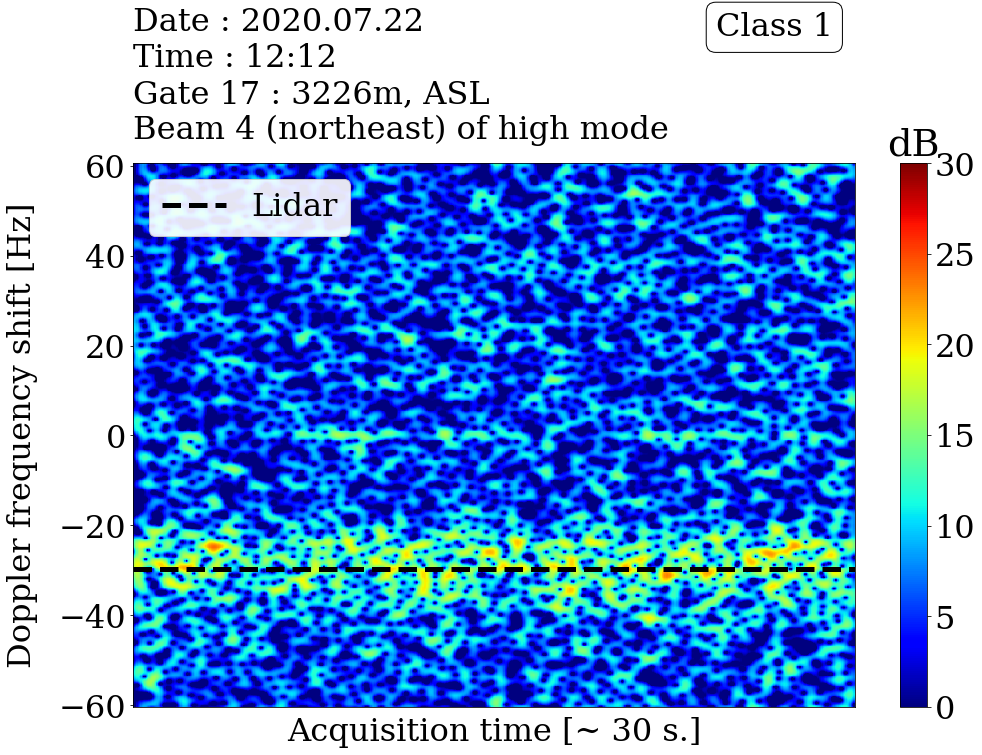 Date : 2020.07.22
Time : 12:12
Gate 17 : 3226m, ASL
Beam 4 (northeast) of high mode
Class 1
dB
Lidar
Doppler frequency shift [Hz]
60
40
20
0
−20
−40
−60
30
25
20
15
10
5
0
Acquisition time [~ 30 s.]